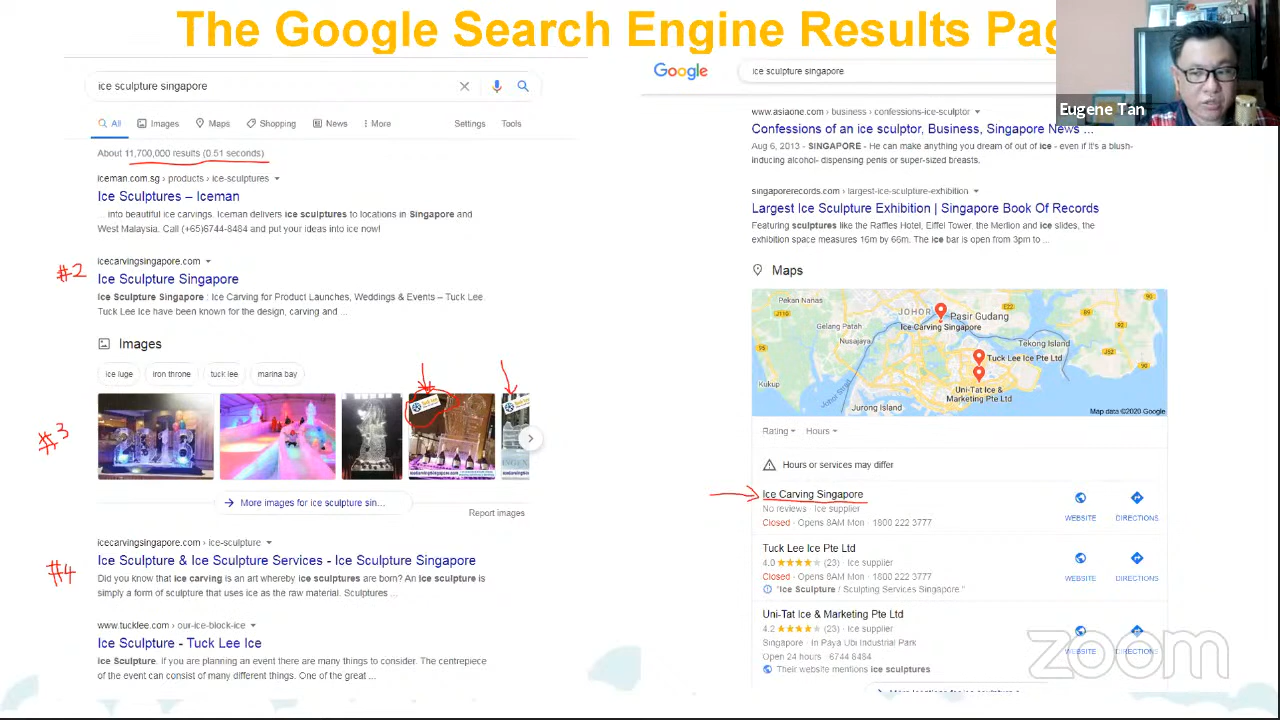 The Google Search Engine Results Pag
Eugene Tan
ice sculpture singapore
All Images Maps Shopping News More Settings Tools
About 11,700,000 results (0.51 seconds)
iceman.com.sg › products › ice-sculptures
Ice Sculptures – Iceman
... into beautiful ice carvings. Iceman delivers ice sculptures to locations in Singapore and
West Malaysia. Call (+65)6744-8484 and put your ideas into ice now!
#2
icecarvingsingapore.com
Ice Sculpture Singapore
Ice Sculpture Singapore : Ice Carving for Product Launches, Weddings & Events – Tuck Lee
Tuck Lee Ice have been known for the design, carving and ...
Images
ice luge iron throne tuck lee marina bay
#3
More images for ice sculpture sin...
Report images
#4
icecarvingsingapore.com › ice-sculpture
Ice Sculpture & Ice Sculpture Services - Ice Sculpture Singapore
Did you know that ice carving is an art whereby ice sculptures are born? An ice sculpture is
simply a form of sculpture that uses ice as the raw material. Sculptures ...
www.tucklee.com › our-ice-block-ice
Ice Sculpture - Tuck Lee Ice
Ice Sculpture. If you are planning an event there are many things to consider. The centerpiece
consist of many different things. One of the great ...
Google
ice sculpture singapore
www.asiaone.com › business › confessions-ice-sculptor
Confessions of an ice sculptor, Business, Singapore News ...
Aug 6, 2013 - SINGAPORE - He can make anything you dream of out of ice - even if it's a blush-
inducing alcohol- dispensing penis or super-sized breasts.
singaporerecords.com › largest-ice-sculpture-exhibition
Largest Ice Sculpture Exhibition | Singapore Book Of Records
Featuring sculptures like the Raffles Hotel, Eiffel Tower, the Merlion and ice slides, the
exhibition space measures 16m by 66m. The ice bar is open from 3pm to ...
Maps
Pekan Nanas
JOHOR
Pasir Gudang
Gelang Patah
Ice Carving Singapore
Nusajaya
Tekong Island
Tuck Lee Ice Pte Ltd
Kukup
Johor Strait
Uni-Tat Ice &
Marketing Pte Ltd
Jurong Island
Map data ©2020 Google
Rating Hours
Hours or services may differ
Ice Carving Singapore
No reviews · Ice supplier
Closed · Opens 8AM Mon · 1800 222 3777
WEBSITE DIRECTIONS
Tuck Lee Ice Pte Ltd
4.0 (23) · Ice supplier
Closed · Opens 8AM Mon · 1800 222 3777
"Ice Sculpture / Sculpting Services Singapore "
WEBSITE DIRECTIONS
Uni-Tat Ice & Marketing Pte Ltd
4.2 (23) · Ice supplier
Singapore · in Paya Ubi Industrial Park
Open 24 hours · 6744 8484
Their website mentions ice sculptures
WEBSITE DIRECTIONS
zoom